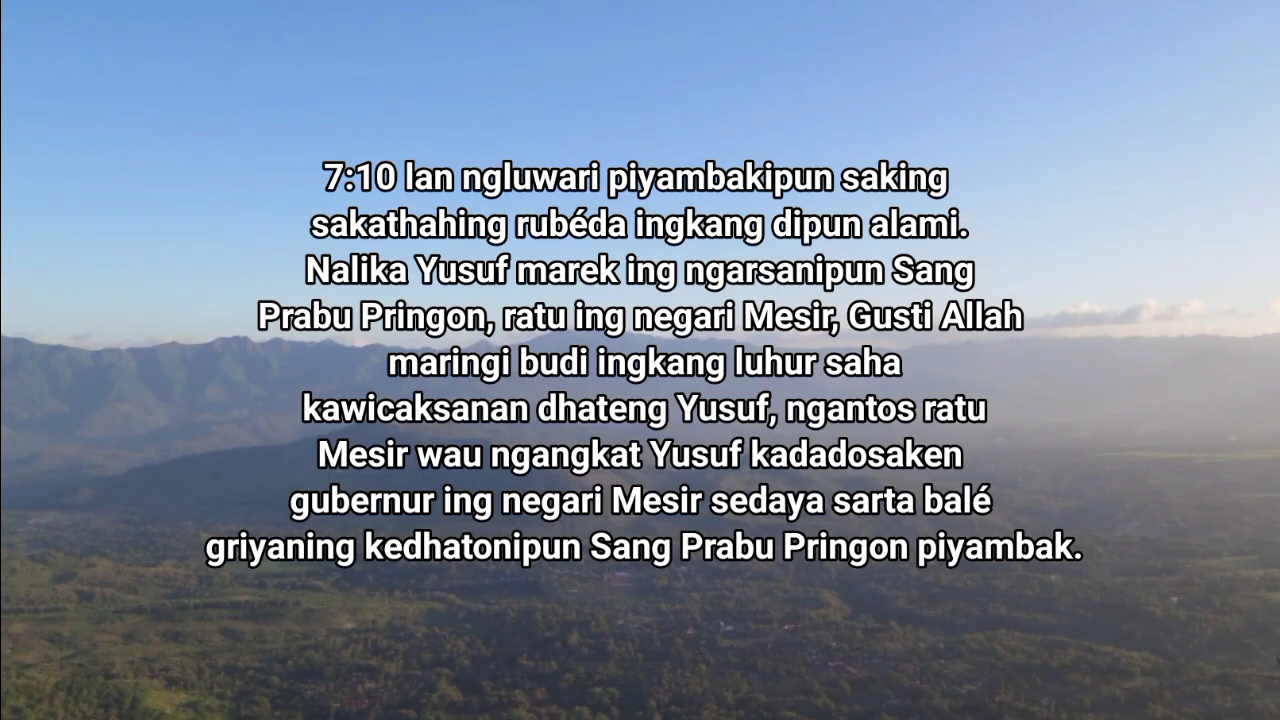 7:10 lan ngluwari piyambakipun saking
sakathahing rubéda ingkang dipun alami.
Nalika Yusuf marek ing ngarsanipun Sang
Prabu Pringon, ratu ing negari Mesir, Gusti Allah
maringi budi ingkang luhur saha
kawicaksanan dhateng Yusuf, ngantos ratu
Mesir wau ngangkat Yusuf kadadosaken
gubernur ing negari Mesir sedaya sarta balé
griyaning kedhatonipun Sang Prabu Pringon piyambak.